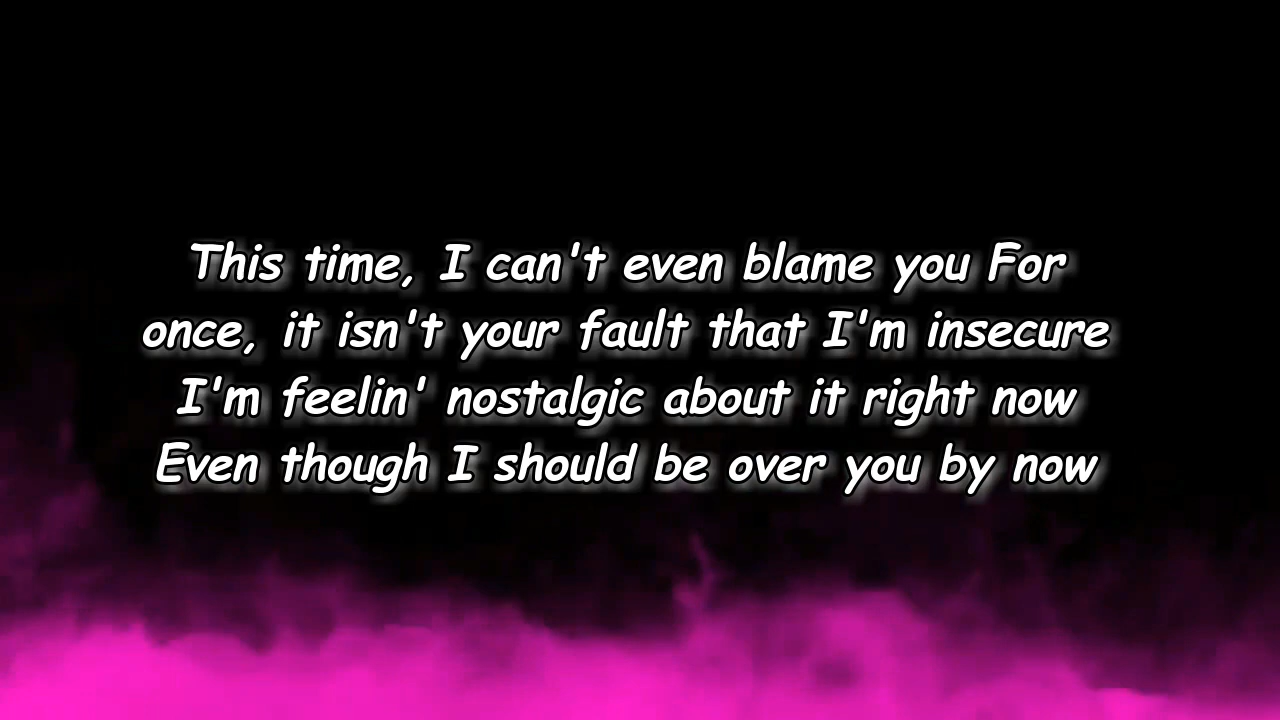 This time, I can't even blame you For
once, it isn't your fault that I'm insecure
I'm feelin' nostalgic about it right now
Even though I should be over you by now